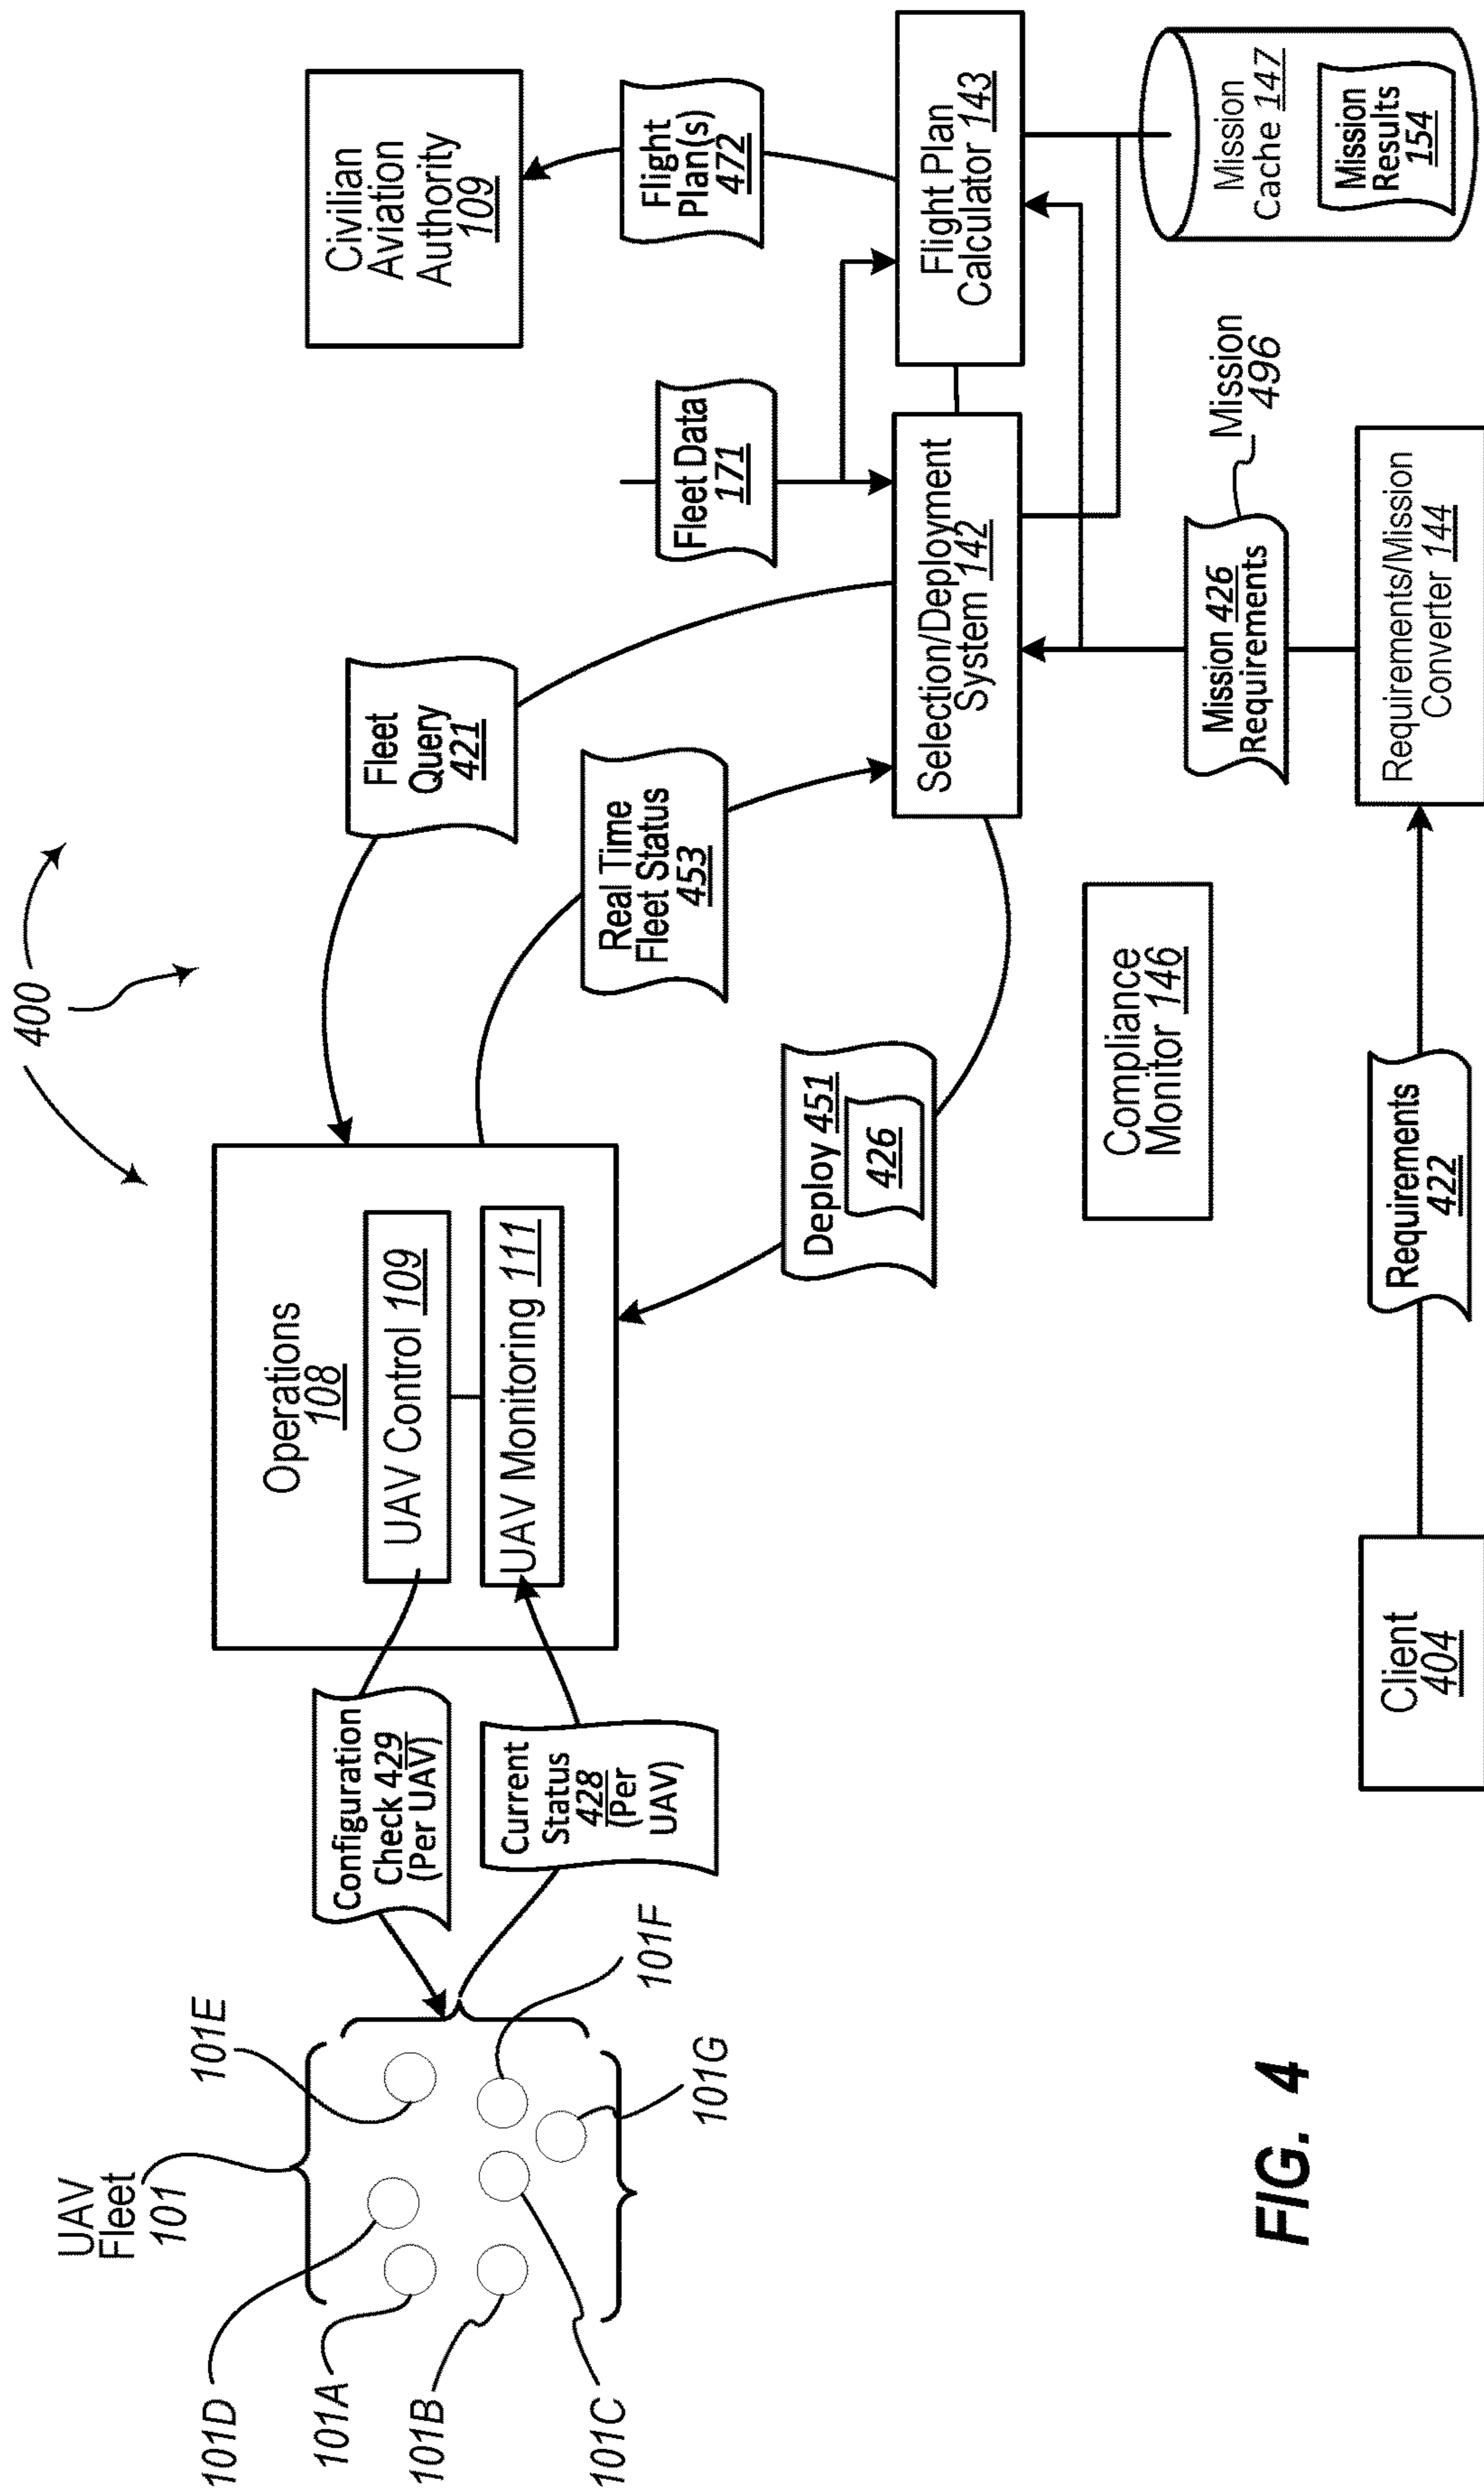 400
UAV
Fleet
101
101D
101A
101B
101C
101E
101F
101G
Configuration
Check 429
(Per UAV)
Current
Status
428
(Per
UAV)
Operations
108
UAV Control 109
UAV Monitoring 111
Fleet
Query
421
Real Time
Fleet Status
453
Deploy 451
426
Civilian
Aviation
Authority
109
Flight
Plan(s)
472
Fleet Data
171
Selection/Deployment
System 142
Flight Plan
Calculator 143
Compliance
Monitor 146
Mission 426
Requirements
Mission
496
Mission
Cache 147
Mission
Results
154
Client
404
Requirements
422
Requirements/Mission
Converter 144
FIG. 4